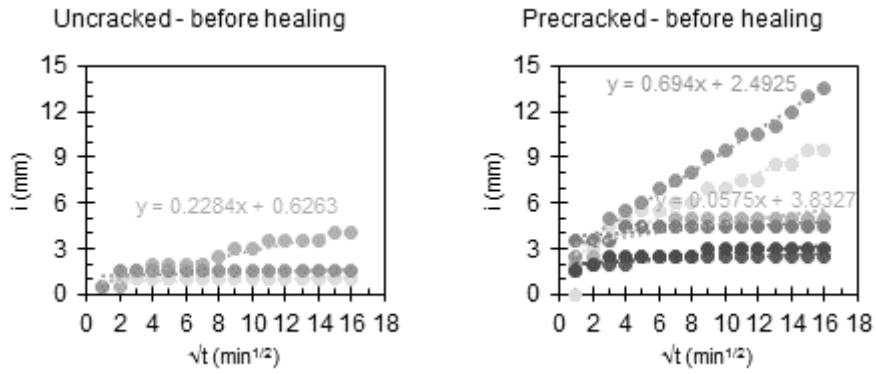 Uncracked - before healing
15
12
9
6
3
0
i (mm)
y = 0.2284x + 0.6263
0 2 4 6 8 10 12 14 16 18
√t (min1/2)
Precracked - before healing
15
12
9
6
3
0
i (mm)
y = 0.694x + 2.4925
y = 0.0575x + 3.8327
0 2 4 6 8 10 12 14 16 18
√t (min1/2)